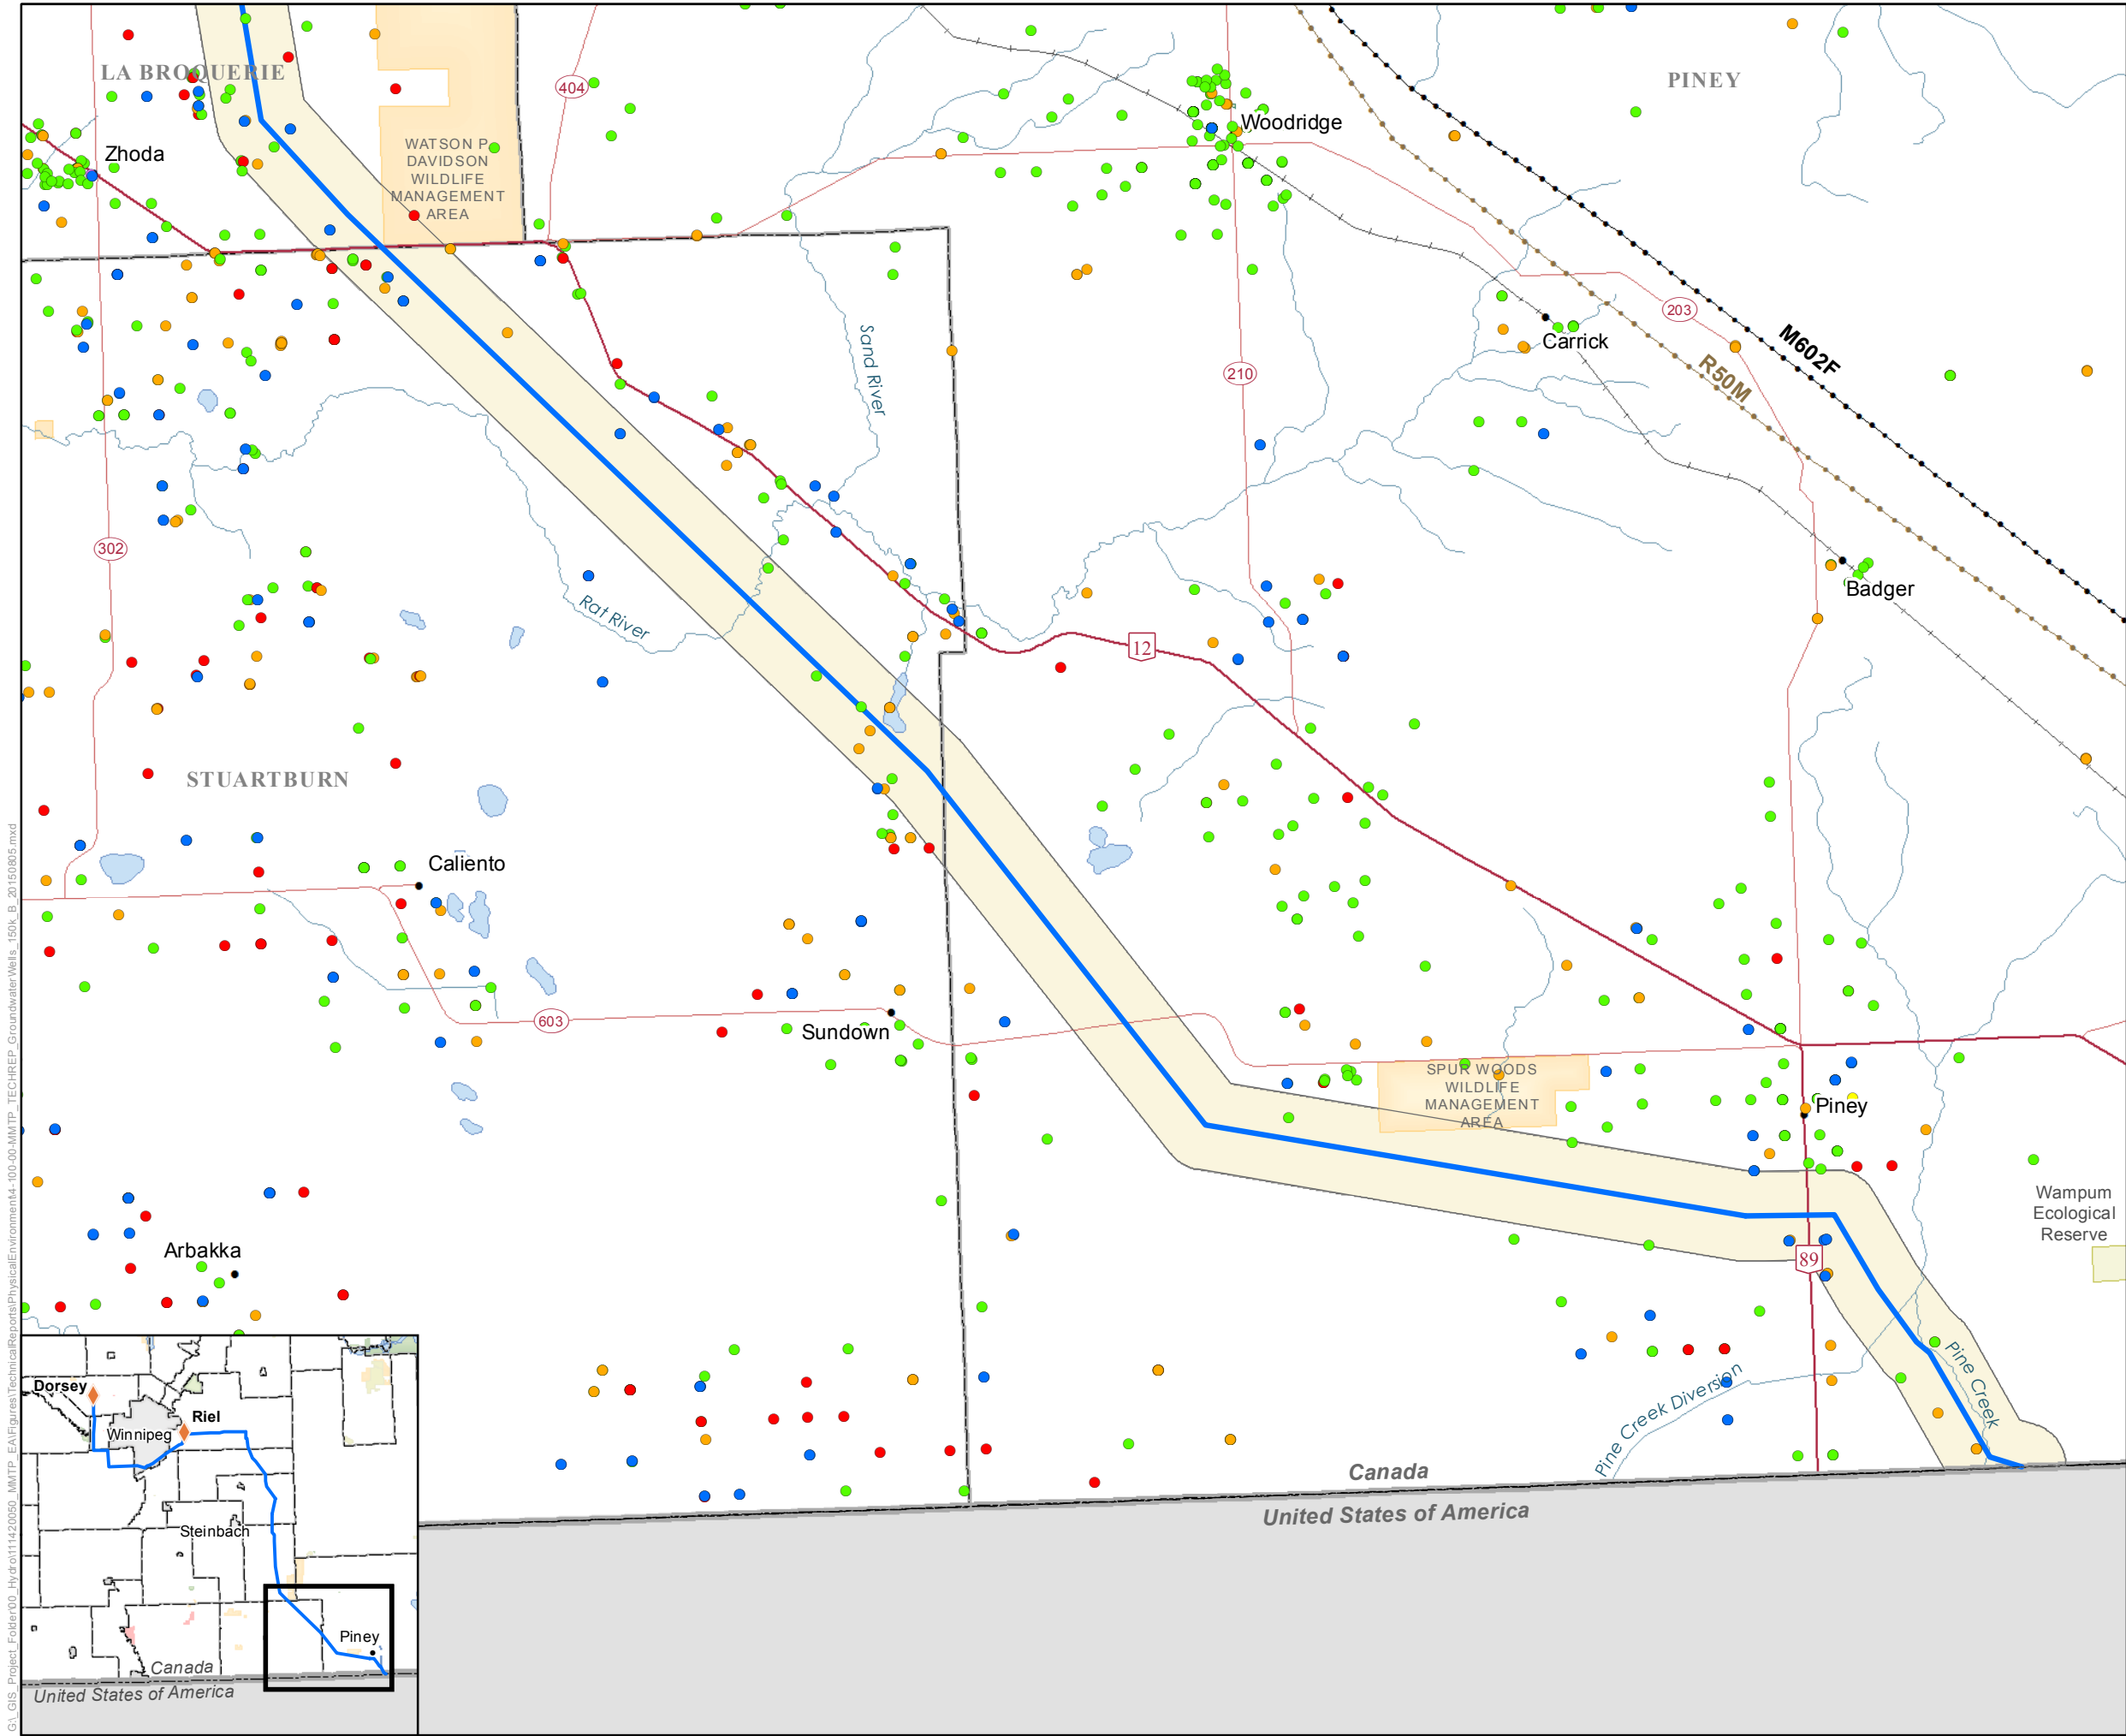 LA BROQUERIE
PINEY
404
Woodridge
WATSON P.
DAVIDSON
WILDLIFE
MANAGEMENT
AREA
Zhoda
203
Carrick
M602F
R50M
Sand River
210
302
Badger
Rat River
12
STUARTBURN
Caliento
603
Sundown
SPUR WOODS
WILDLIFE
MANAGEMENT
AREA
Piney
Wampum
Ecological
Reserve
Arbakka
89
Pine Creek
Pine Creek Diversion
Canada
United States of America
Dorsey
Riel
Winnipeg
Steinbach
Piney
Canada
United States of America